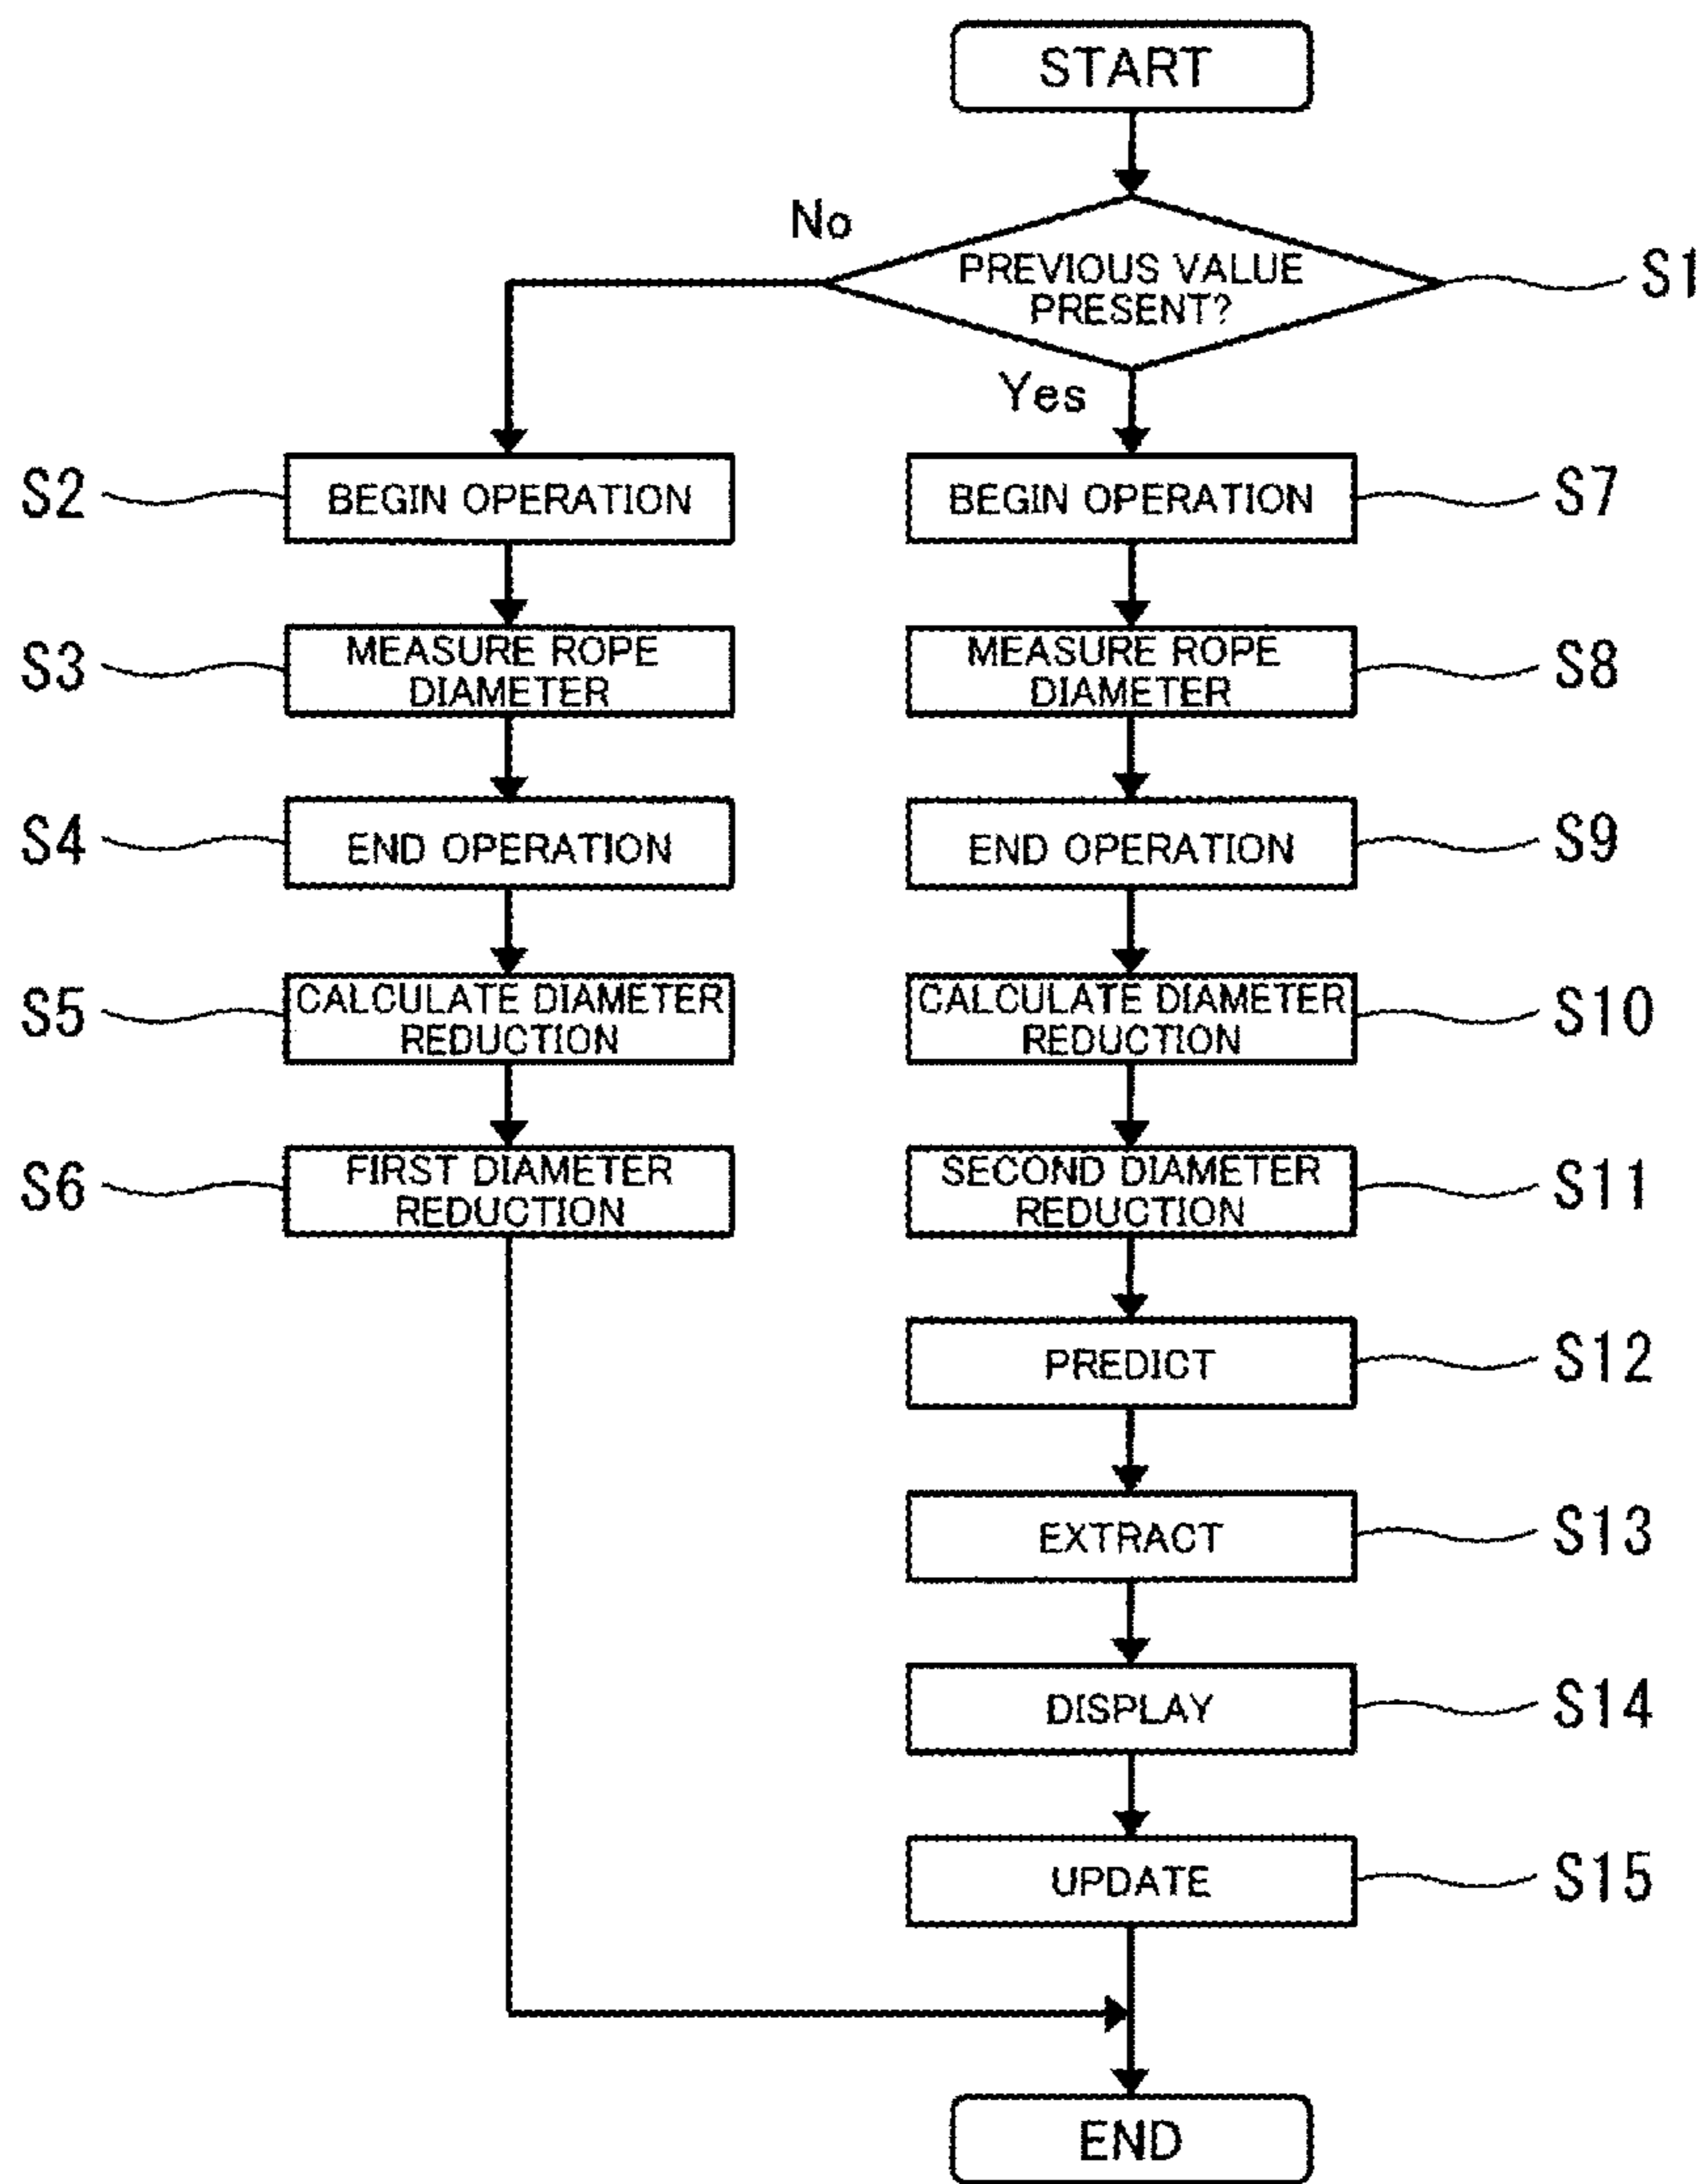 START
No
PREVIOUS VALUE
PRESENT?
S1
Yes
S2
BEGIN OPERATION
BEGIN OPERATION
S7
S3
MEASURE ROPE
DIAMETER
MEASURE ROPE
DIAMETER
S8
S4
END OPERATION
END OPERATION
S9
S5
CALCULATE DIAMETER
REDUCTION
CALCULATE DIAMETER
REDUCTION
S10
S6
FIRST DIAMETER
REDUCTION
SECOND DIAMETER
REDUCTION
S11
PREDICT
S12
EXTRACT
S13
DISPLAY
S14
UPDATE
S15
END